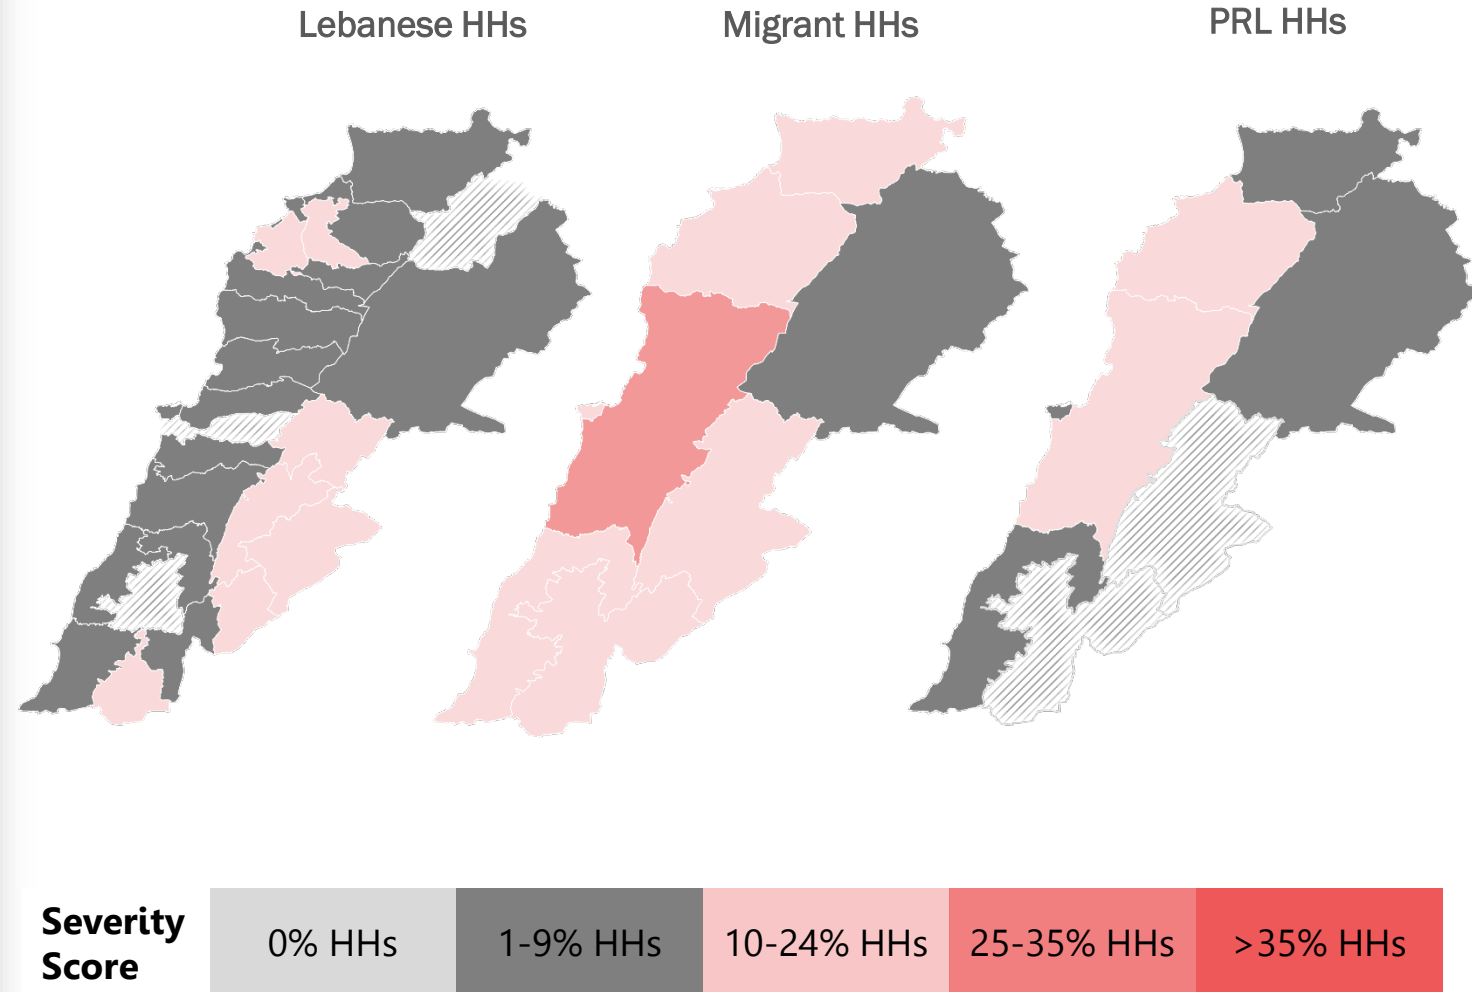 Lebanese HHs
Migrant HHs
PRL HHs
Severity
Score
0% HHs
1-9% HHs
10-24% HHs
25-35% HHs
>35% HHs